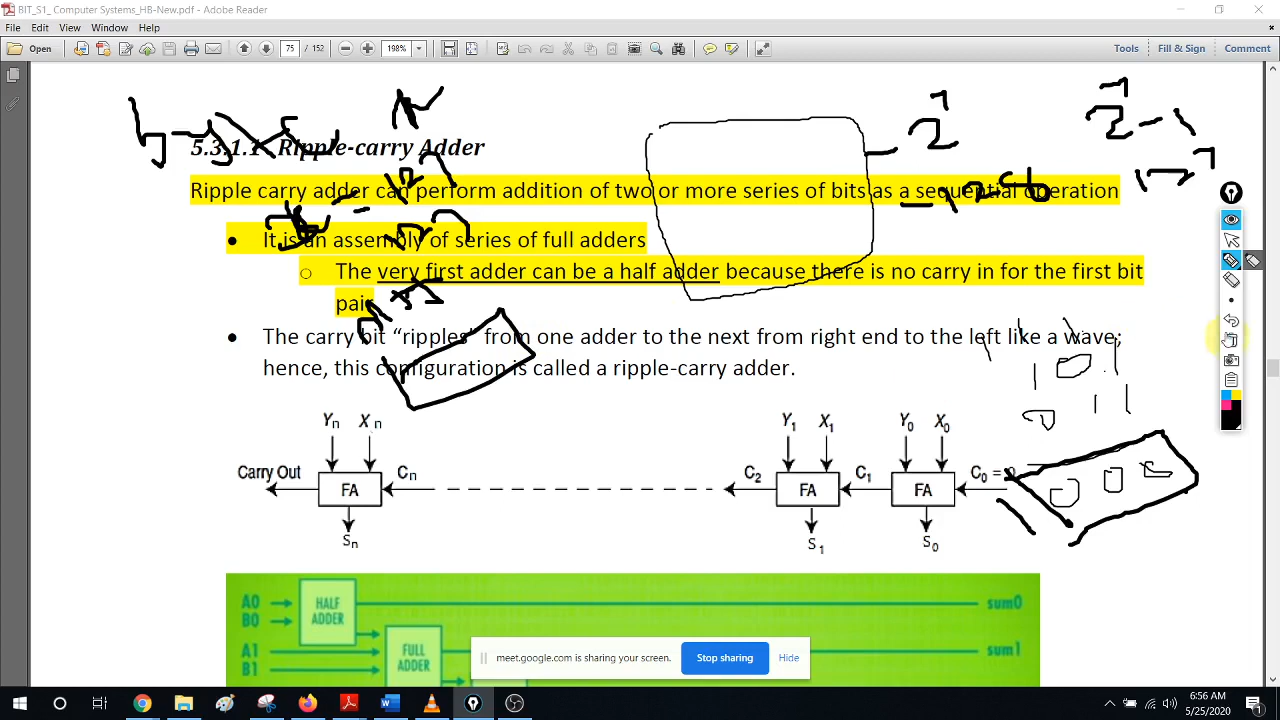 BIT_S1_ Computer Systems_HB-New.pdf - Adobe Reader
File Edit View Window Help
Open 75 / 152 198% Tools Fill & Sign Comment
5.3.1.1 Ripple-carry Adder
Ripple carry adder can perform addition of two or more series of bits as a sequential operation
• It is an assembly of series of full adders
○ The very first adder can be a half adder because there is no carry in for the first bit
pair
• The carry bit “ripples” from one adder to the next from right end to the left like a wave;
hence, this configuration is called a ripple-carry adder.
Yn Xn Y1 X1 Y0 X0
Carry Out FA Cn C2 FA C1 FA C0 =
Sn S1 S0
A0 HALF ADDER sum0
B0
A1 FULL ADDER sum1
B1
meet.google.com is sharing your screen. Stop sharing Hide
6:56 AM
5/25/2020